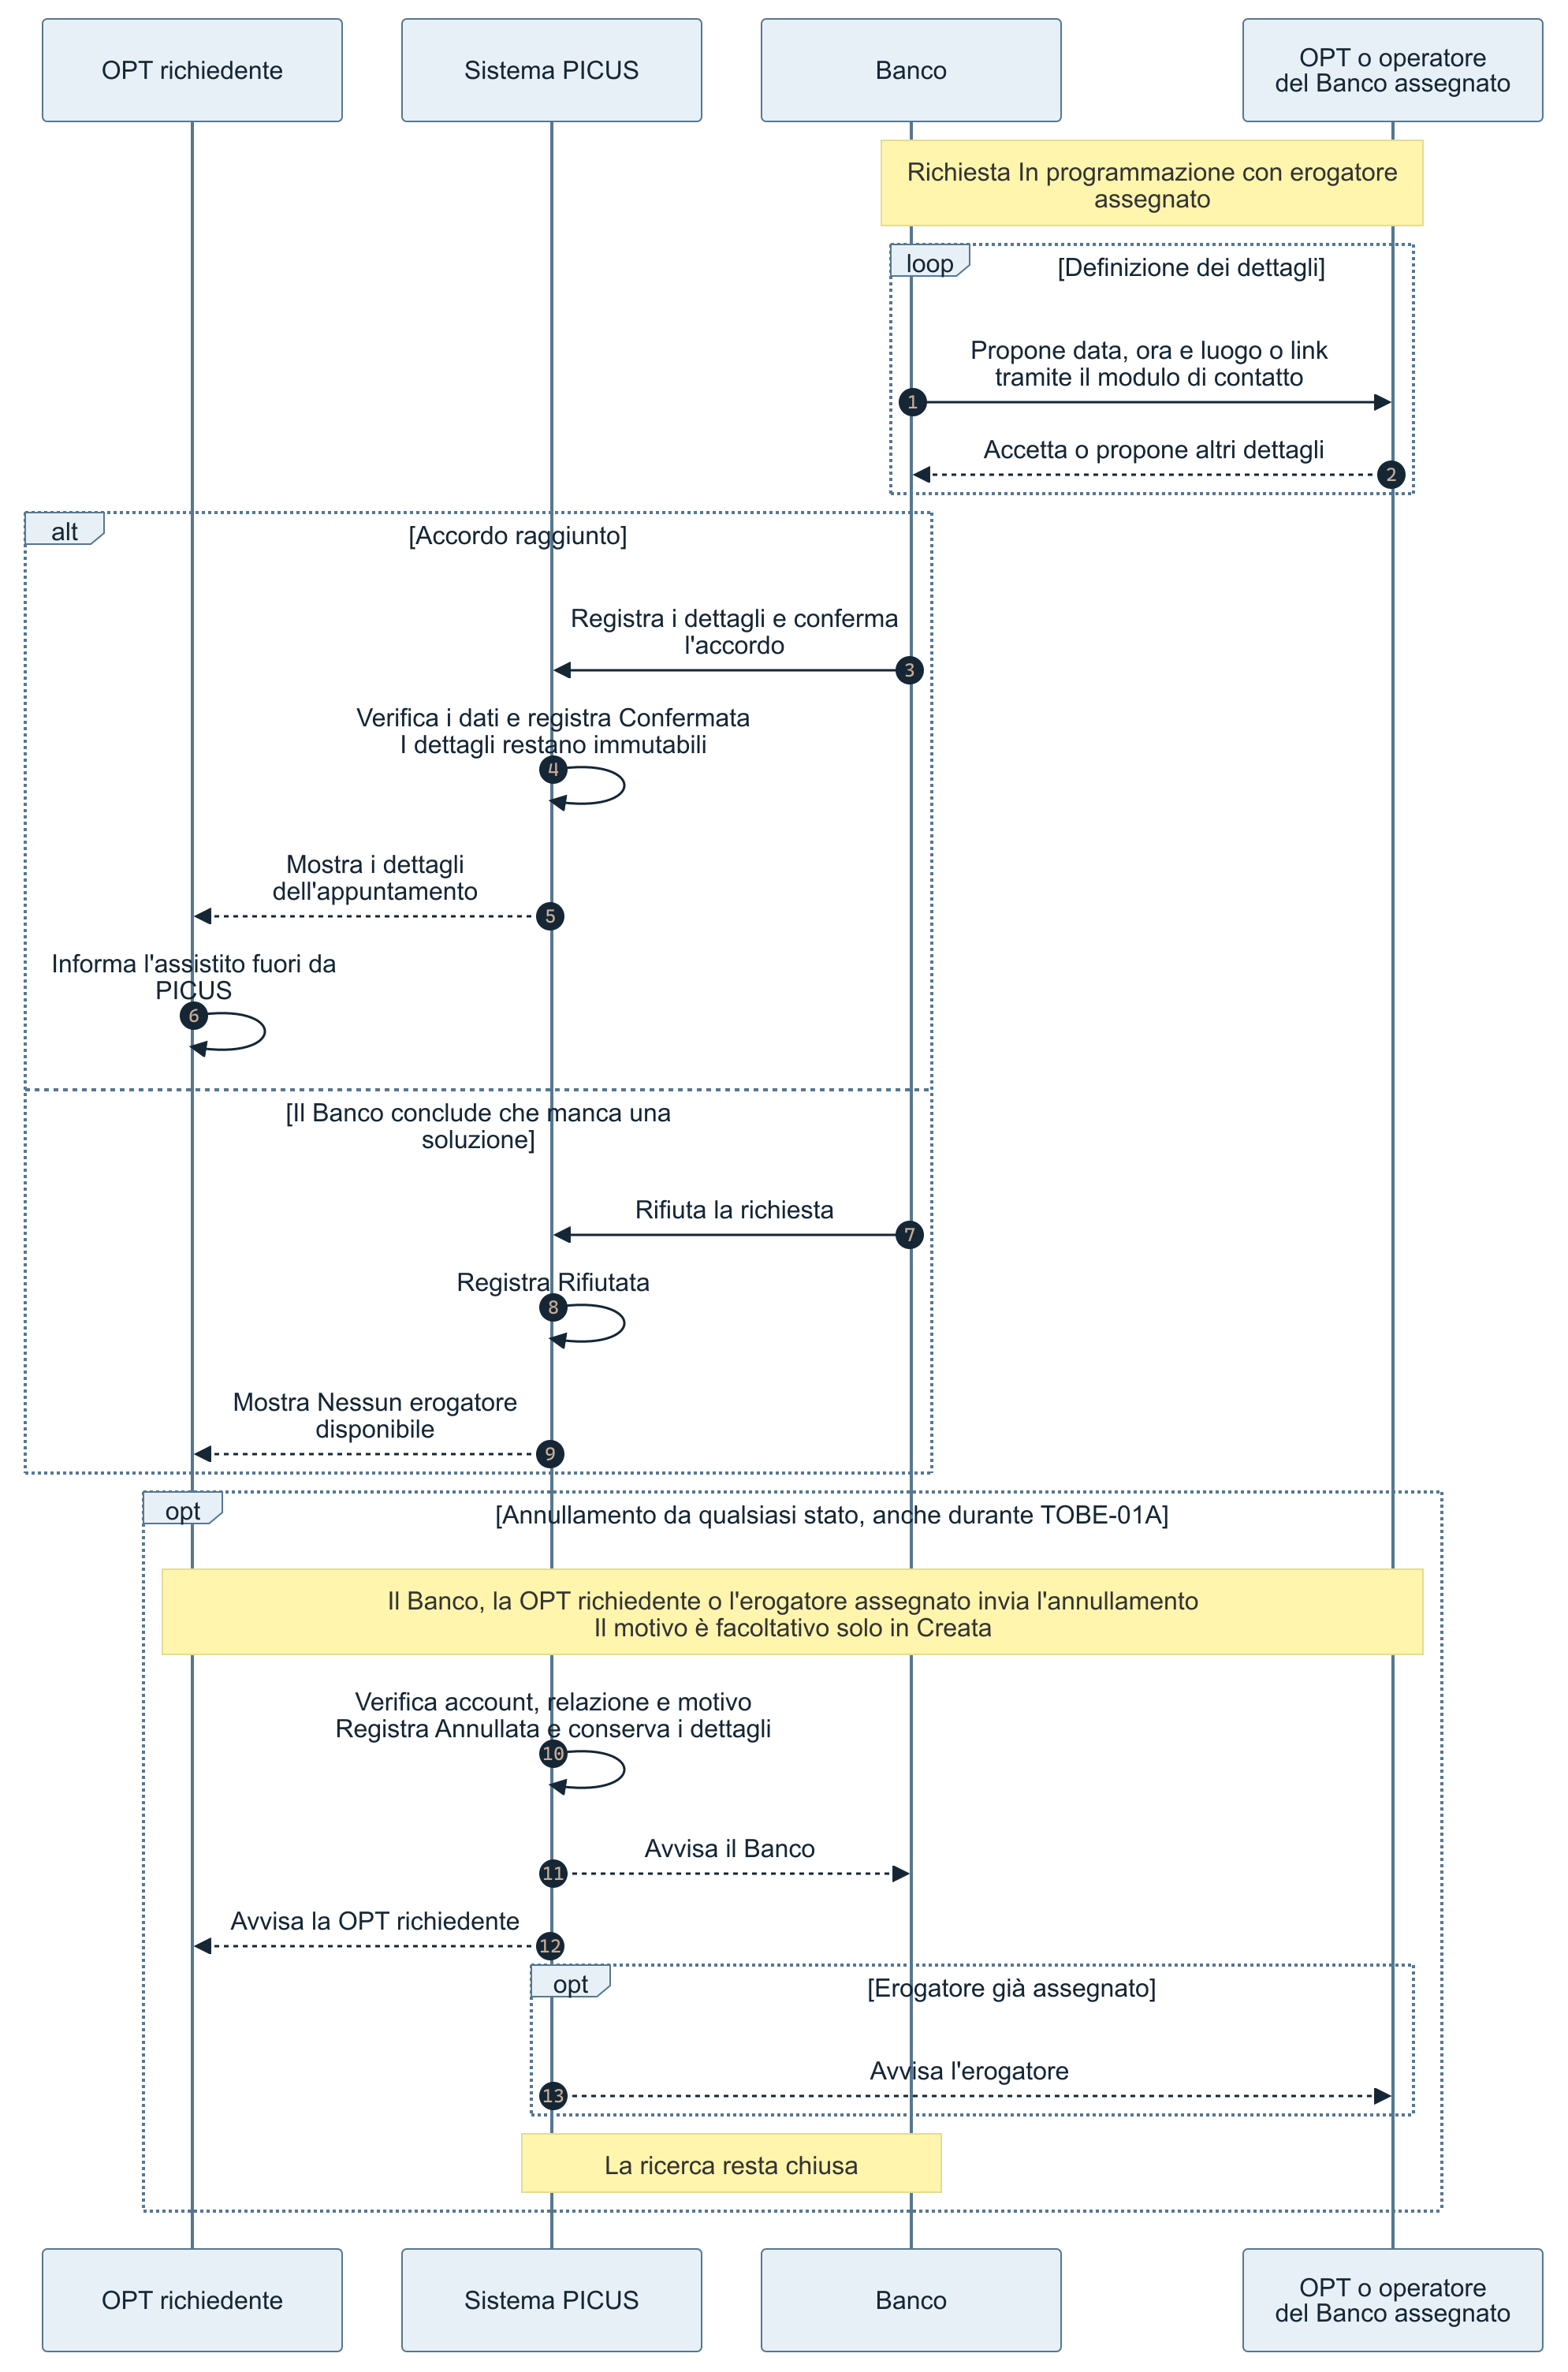 OPT richiedente
Sistema PICUS
Banco
OPT o operatore
del Banco assegnato
Richiesta In programmazione con erogatore
assegnato
loop
[Definizione dei dettagli]
Propone data, ora e luogo o link
tramite il modulo di contatto
1
Accetta o propone altri dettagli
2
alt
[Accordo raggiunto]
Registra i dettagli e conferma
l'accordo
3
Verifica i dati e registra Confermata
I dettagli restano immutabili
4
Mostra i dettagli
dell'appuntamento
5
Informa l'assistito fuori da
PICUS
6
[Il Banco conclude che manca una
soluzione]
Rifiuta la richiesta
7
Registra Rifiutata
8
Mostra Nessun erogatore
disponibile
9
opt
[Annullamento da qualsiasi stato, anche durante TOBE-01A]
Il Banco, la OPT richiedente o l'erogatore assegnato invia l'annullamento
Il motivo è facoltativo solo in Creata
Verifica account, relazione e motivo
Registra Annullata e conserva i dettagli
10
Avvisa il Banco
11
Avvisa la OPT richiedente
12
opt
[Erogatore già assegnato]
Avvisa l'erogatore
13
La ricerca resta chiusa
OPT richiedente
Sistema PICUS
Banco
OPT o operatore
del Banco assegnato